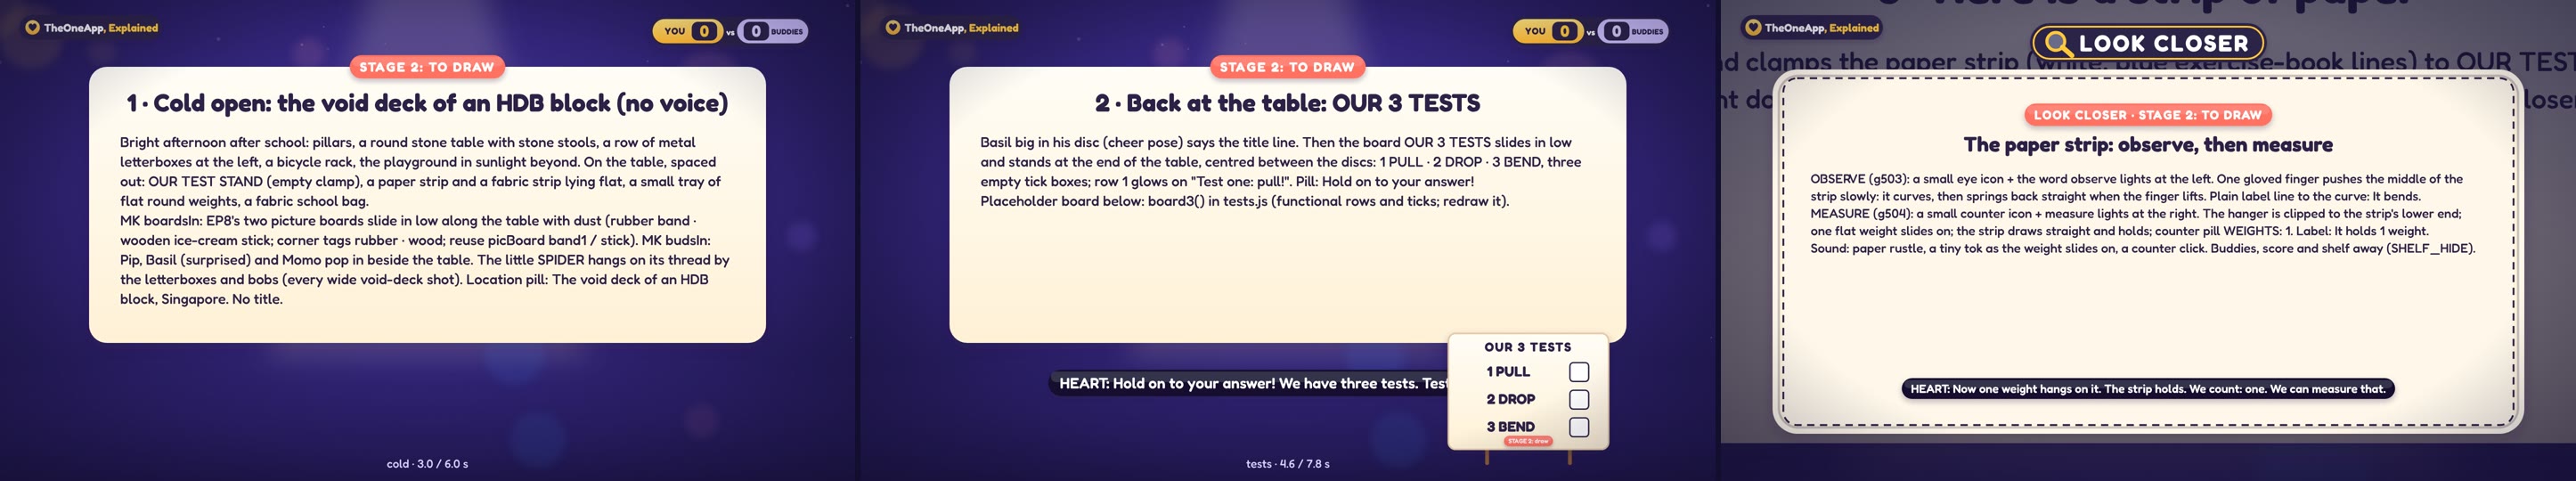 TheOneApp, Explained
YOU 0 vs 0 BUDDIES
STAGE 2: TO DRAW
1 · Cold open: the void deck of an HDB block (no voice)
Bright afternoon after school: pillars, a round stone table with stone stools, a row of metal
letterboxes at the left, a bicycle rack, the playground in sunlight beyond. On the table, spaced
out: OUR TEST STAND (empty clamp), a paper strip and a fabric strip lying flat, a small tray of
flat round weights, a fabric school bag.
MK boardsIn: EP8's two picture boards slide in low along the table with dust (rubber band ·
wooden ice-cream stick; corner tags rubber · wood; reuse picBoard band1 / stick). MK budsIn:
Pip, Basil (surprised) and Momo pop in beside the table. The little SPIDER hangs on its thread by
the letterboxes and bobs (every wide void-deck shot). Location pill: The void deck of an HDB
block, Singapore. No title.
cold · 3.0 / 6.0 s
TheOneApp, Explained
YOU 0 vs 0 BUDDIES
STAGE 2: TO DRAW
2 · Back at the table: OUR 3 TESTS
Basil big in his disc (cheer pose) says the title line. Then the board OUR 3 TESTS slides in low
and stands at the end of the table, centred between the discs: 1 PULL · 2 DROP · 3 BEND, three
empty tick boxes; row 1 glows on "Test one: pull!". Pill: Hold on to your answer!
Placeholder board below: board3() in tests.js (functional rows and ticks; redraw it).
HEART: Hold on to your answer! We have three tests. Test
OUR 3 TESTS
1 PULL
2 DROP
3 BEND
STAGE 2: draw
tests · 4.6 / 7.8 s
TheOneApp, Explained
LOOK CLOSER
clamps the paper strip (white, blue exercise-book lines) to OUR TEST
LOOK CLOSER · STAGE 2: TO DRAW
The paper strip: observe, then measure
OBSERVE (g503): a small eye icon + the word observe lights at the left. One gloved finger pushes the middle of the
strip slowly: it curves, then springs back straight when the finger lifts. Plain label line to the curve: It bends.
MEASURE (g504): a small counter icon + measure lights at the right. The hanger is clipped to the strip's lower end;
one flat weight slides on; the strip draws straight and holds; counter pill WEIGHTS: 1. Label: It holds 1 weight.
Sound: paper rustle, a tiny tok as the weight slides on, a counter click. Buddies, score and shelf away (SHELF_HIDE).
HEART: Now one weight hangs on it. The strip holds. We count: one. We can measure that.